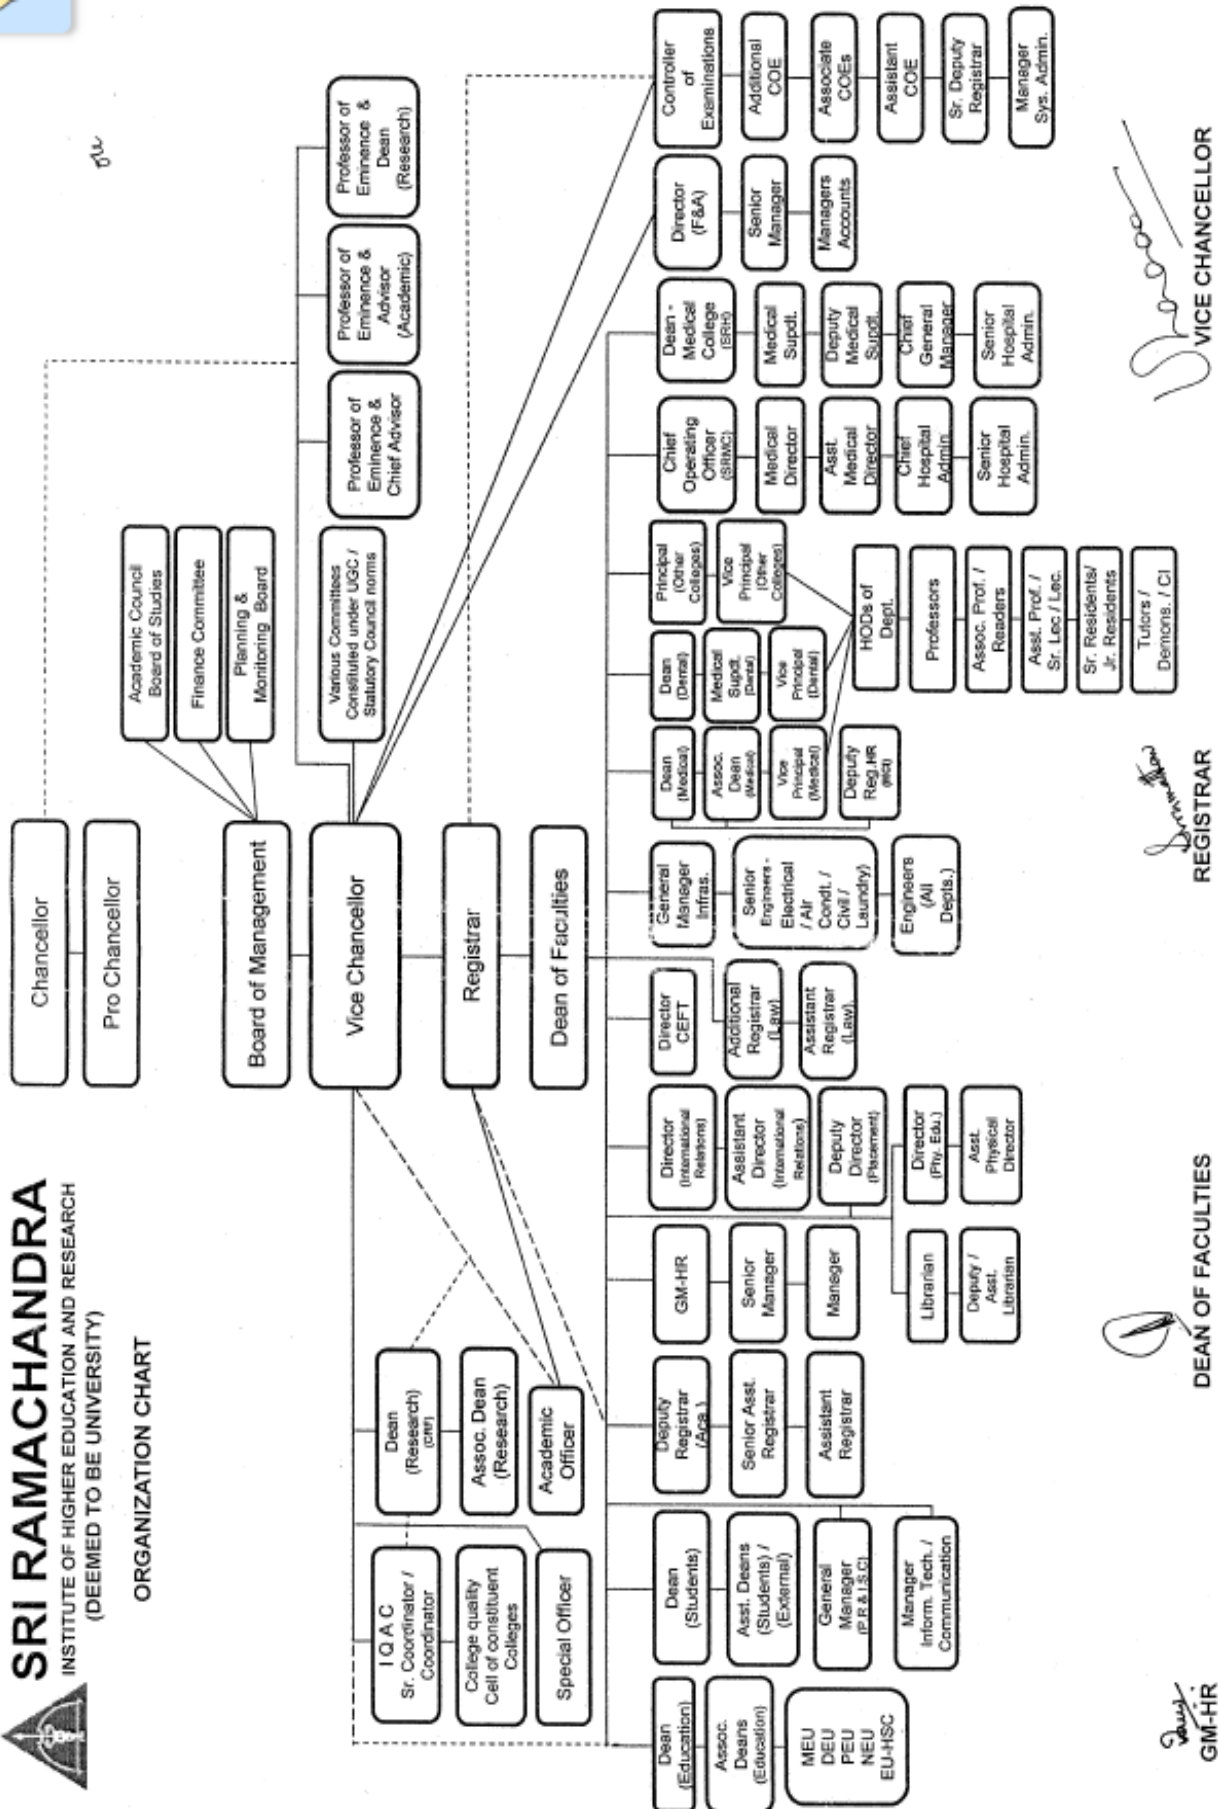 SRI RAMACHANDRA
INSTITUTE OF HIGHER EDUCATION AND RESEARCH
(DEEMED TO BE UNIVERSITY)
ORGANIZATION CHART
Chancellor
Pro Chancellor
Academic Council
Board of Studies
Finance Committee
Planning &
Monitoring Board
Board of Management
Vice Chancellor
Various Committees
Constituted under UGC /
Statutory Council norms
Professor of
Eminence &
Chief Advisor
Professor of
Eminence &
Advisor
(Academic)
Professor of
Eminence &
Dean
(Research)
Registrar
Dean of Faculties
I Q A C
Sr. Coordinator /
Coordinator
College quality
Cell of constituent
Colleges
Special Officer
Dean
(Research)
(CRF)
Assoc. Dean
(Research)
Academic
Officer
Dean
(Education)
Assoc.
Deans
(Education)
MEU
DEU
PEU
NEU
EU-HSC
Dean
(Students)
Asst. Deans
(Students) /
(External)
General
Manager
(P.R & I.S.C)
Manager
Inform. Tech. /
Communication
Deputy
Registrar
(Aca.)
Senior Asst.
Registrar
Assistant
Registrar
GM-HR
Senior
Manager
Manager
Librarian
Deputy /
Asst.
Librarian
Director
(International
Relations)
Assistant
Director
(International
Relations)
Deputy
Director
(Placement)
Director
(Phy. Edu.)
Asst.
Physical
Director
Director
CEFT
Additional
Registrar
(Law)
Assistant
Registrar
(Law)
General
Manager
Infras.
Senior
Engineers -
Electrical
/ Air
Condt. /
Civil /
Laundry)
Engineers
(All
Depts.)
Dean
(Medical)
Assoc.
Dean
(Medical)
Vice
Principal
(Medical)
Deputy
Reg.HR
(MCI)
Dean
(Dental)
Medical
Supdt.
(Dental)
Vice
Principal
(Dental)
Principal
(Other
Colleges)
Vice
Principal
(Other
Colleges)
HODs of
Dept.
Professors
Assoc. Prof. /
Readers
Asst. Prof. /
Sr. Lec / Lec.
Sr. Residents/
Jr. Residents
Tutors /
Demons. / CI
Chief
Operating
Officer
(SRMC)
Medical
Director
Asst.
Medical
Director
Chief
Hospital
Admin.
Senior
Hospital
Admin.
Dean -
Medical
College
(SRH)
Medical
Supdt.
Deputy
Medical
Supdt.
Chief
General
Manager
Senior
Hospital
Admin.
Director
(F&A)
Senior
Manager
Managers
Accounts
Controller
of
Examinations
Additional
COE
Associate
COEs
Assistant
COE
Sr. Deputy
Registrar
Manager
Sys. Admin.
GM-HR
DEAN OF FACULTIES
REGISTRAR
VICE CHANCELLOR